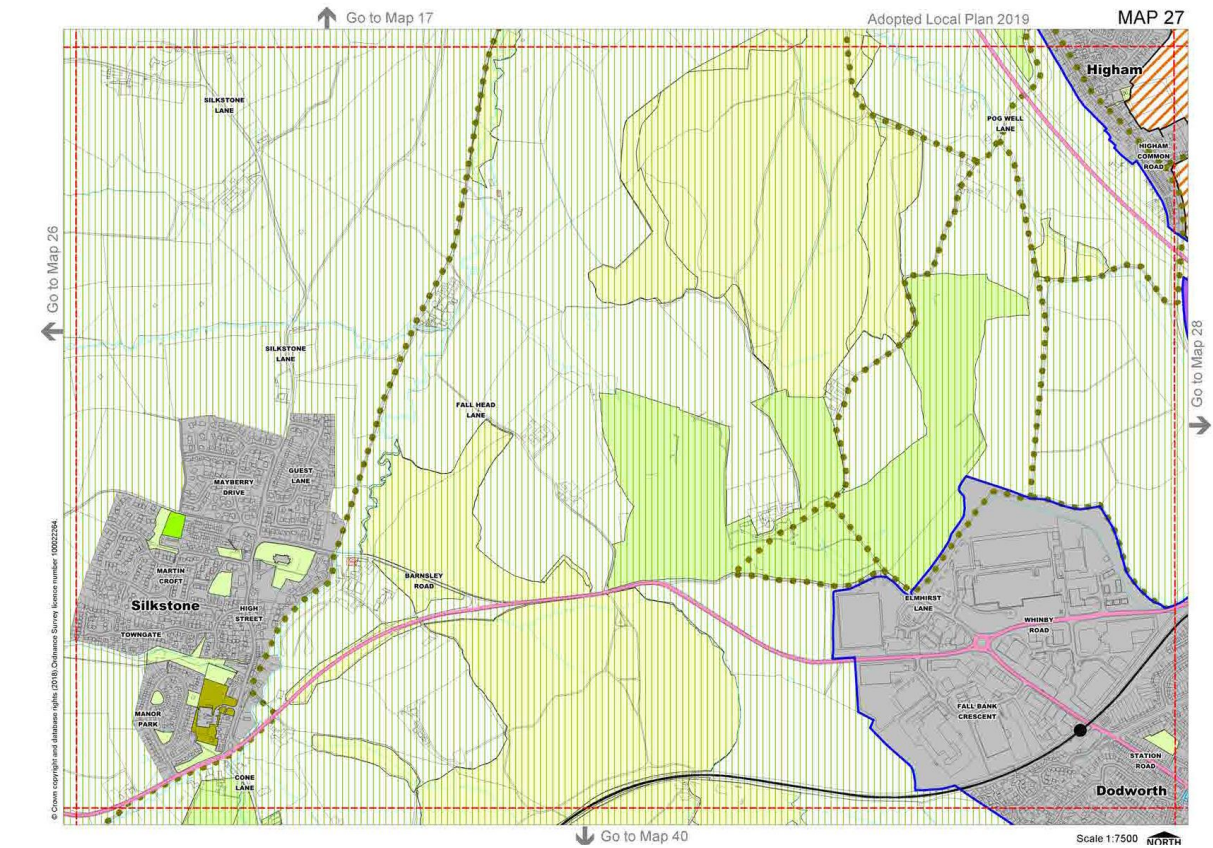 Go to Map 17
Adopted Local Plan 2019
MAP 27
Higham
SILKSTONE
LANE
POG WELL
LANE
HIGHAM
COMMON
ROAD
Go to Map 26
Go to Map 28
SILKSTONE
LANE
FALL HEAD
LANE
GUEST
LANE
MAYBERRY
DRIVE
MARTIN
CROFT
BARNSLEY
ROAD
Silkstone
HIGH
STREET
ELMHIRST
LANE
WHINBY
ROAD
TOWNGATE
MANOR
PARK
FALL BANK
CRESCENT
STATION
ROAD
CONE
LANE
Dodworth
© Crown copyright and database rights (2018) Ordnance Survey licence number 100022264.
Go to Map 40
Scale 1:7500
NORTH